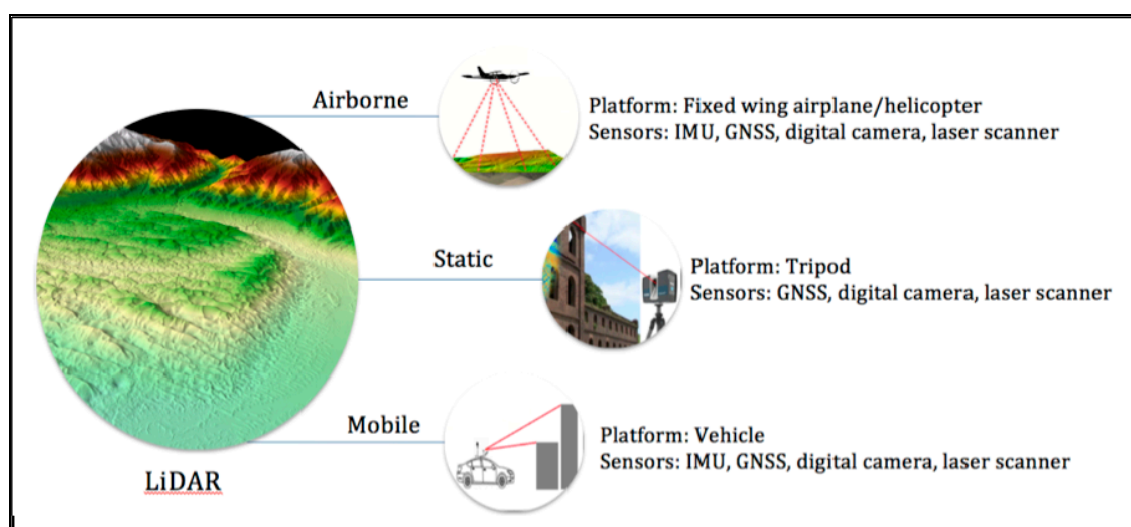 Airborne
Platform: Fixed wing airplane/helicopter
Sensors: IMU, GNSS, digital camera, laser scanner
Static
Platform: Tripod
Sensors: GNSS, digital camera, laser scanner
Mobile
Platform: Vehicle
Sensors: IMU, GNSS, digital camera, laser scanner
LiDAR